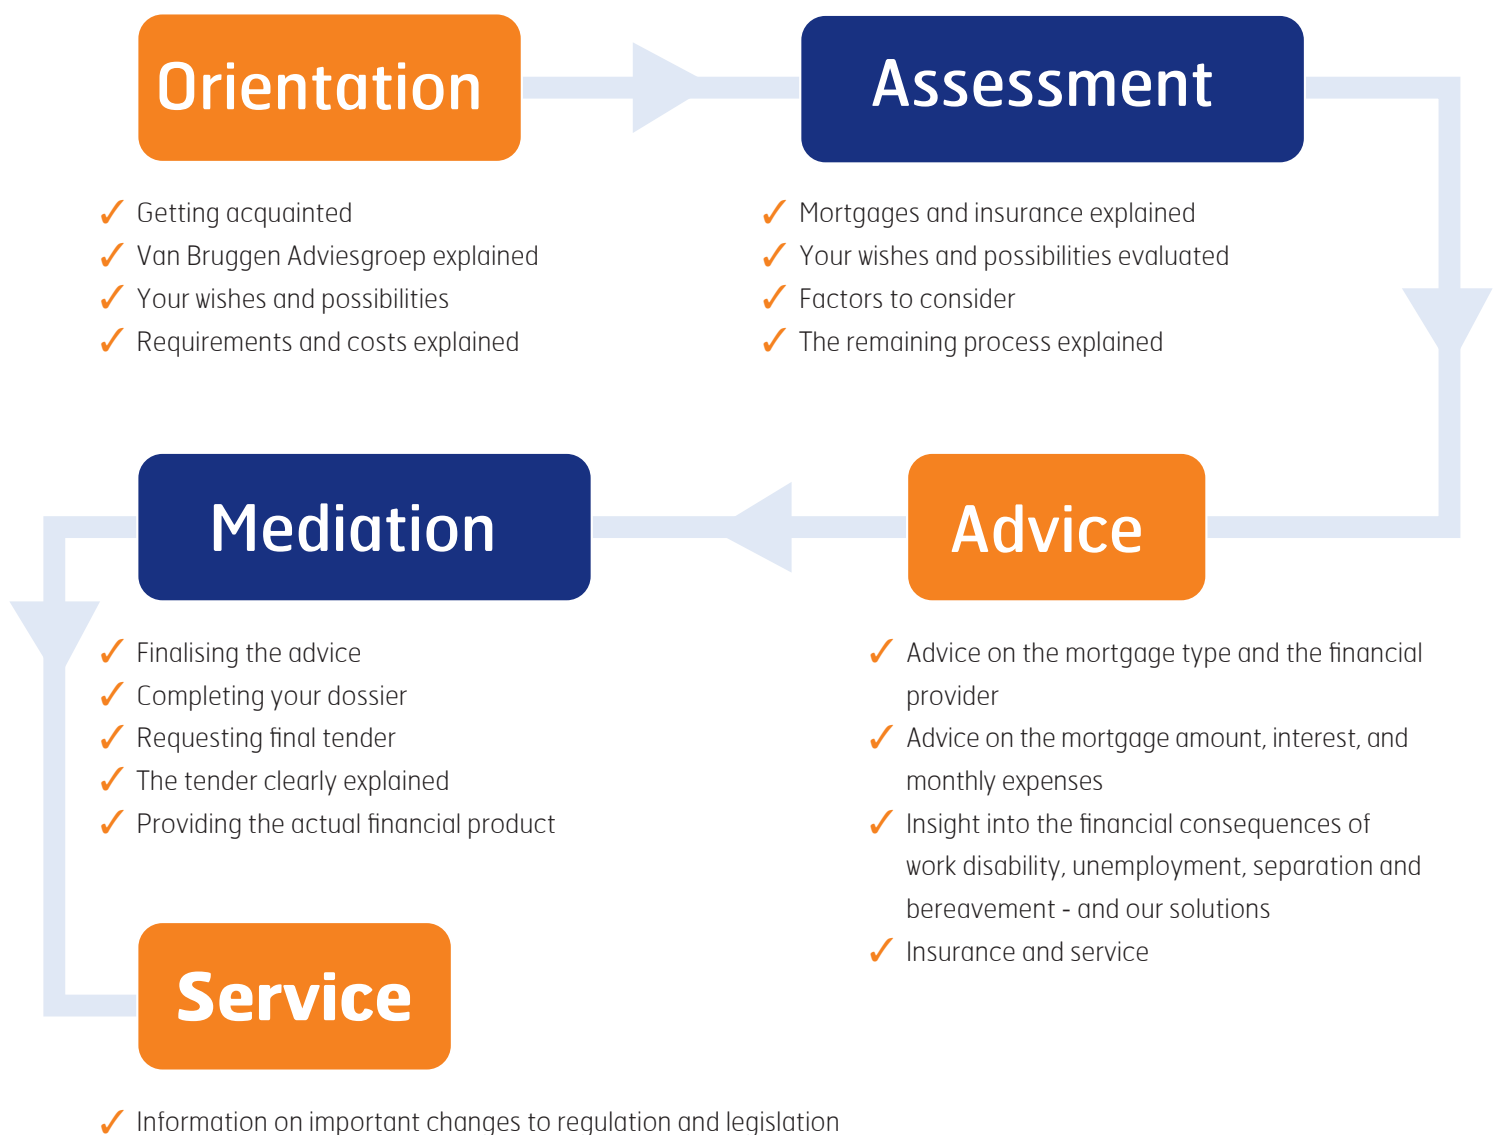 Orientation
✓ Getting acquainted
✓ Van Bruggen Adviesgroep explained
✓ Your wishes and possibilities
✓ Requirements and costs explained
Assessment
✓ Mortgages and insurance explained
✓ Your wishes and possibilities evaluated
✓ Factors to consider
✓ The remaining process explained
Advice
✓ Advice on the mortgage type and the financial
provider
✓ Advice on the mortgage amount, interest, and
monthly expenses
✓ Insight into the financial consequences of
work disability, unemployment, separation and
bereavement - and our solutions
✓ Insurance and service
Mediation
✓ Finalising the advice
✓ Completing your dossier
✓ Requesting final tender
✓ The tender clearly explained
✓ Providing the actual financial product
Service
✓ Information on important changes to regulation and legislation